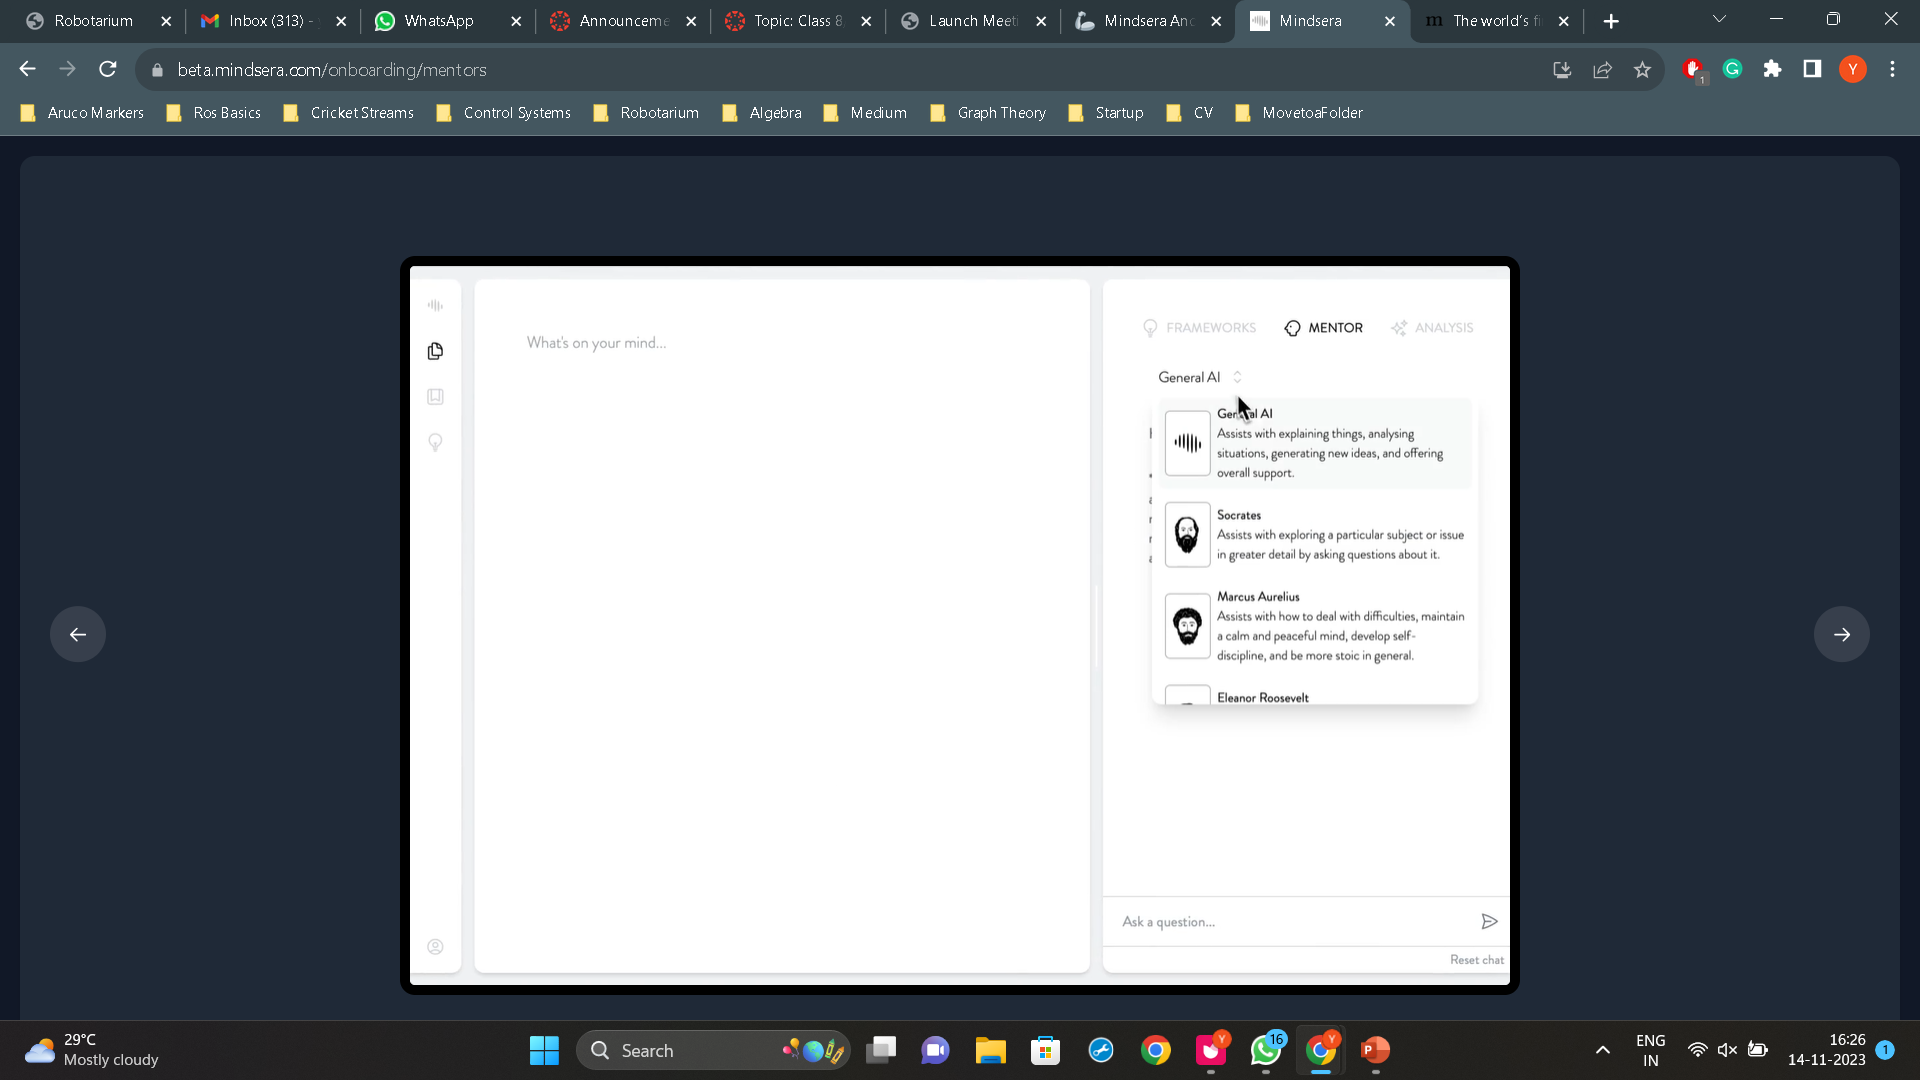 Robotarium
Inbox (313) -
WhatsApp
Announceme
Topic: Class 8
Launch Meeti
Mindsera And
Mindsera
The world's fi
beta.mindsera.com/onboarding/mentors
1
Y
Aruco Markers
Ros Basics
Cricket Streams
Control Systems
Robotarium
Algebra
Medium
Graph Theory
Startup
CV
MovetoaFolder
What's on your mind...
FRAMEWORKS
MENTOR
ANALYSIS
General AI
General AI
Assists with explaining things, analysing
situations, generating new ideas, and offering
overall support.
Socrates
Assists with exploring a particular subject or issue
in greater detail by asking questions about it.
Marcus Aurelius
Assists with how to deal with difficulties, maintain
a calm and peaceful mind, develop self-
discipline, and be more stoic in general.
Eleanor Roosevelt
Ask a question...
Reset chat
29°C
Mostly cloudy
Search
Y
16
Y
ENG
IN
16:26
14-11-2023
1